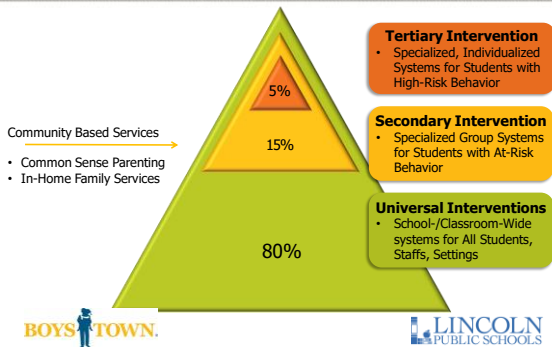 Tertiary Intervention
• Specialized, Individualized
Systems for Students with
High-Risk Behavior
5%
Secondary Intervention
• Specialized Group Systems
for Students with At-Risk
Behavior
15%
Community Based Services
• Common Sense Parenting
• In-Home Family Services
Universal Interventions
• School-/Classroom-Wide
systems for All Students,
Staffs, Settings
80%
BOYS TOWN.
LINCOLN
PUBLIC SCHOOLS